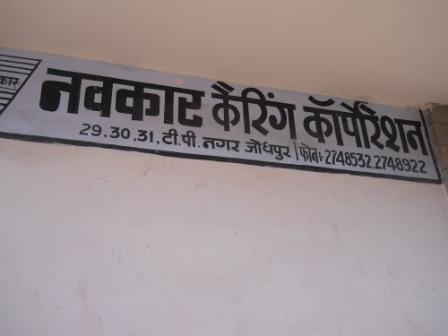 कार
नवकार कैरिंग कॉर्पोरेशन
29.30.31.टी.पी.नगर जोधपुर | फोन÷2748532.2748922